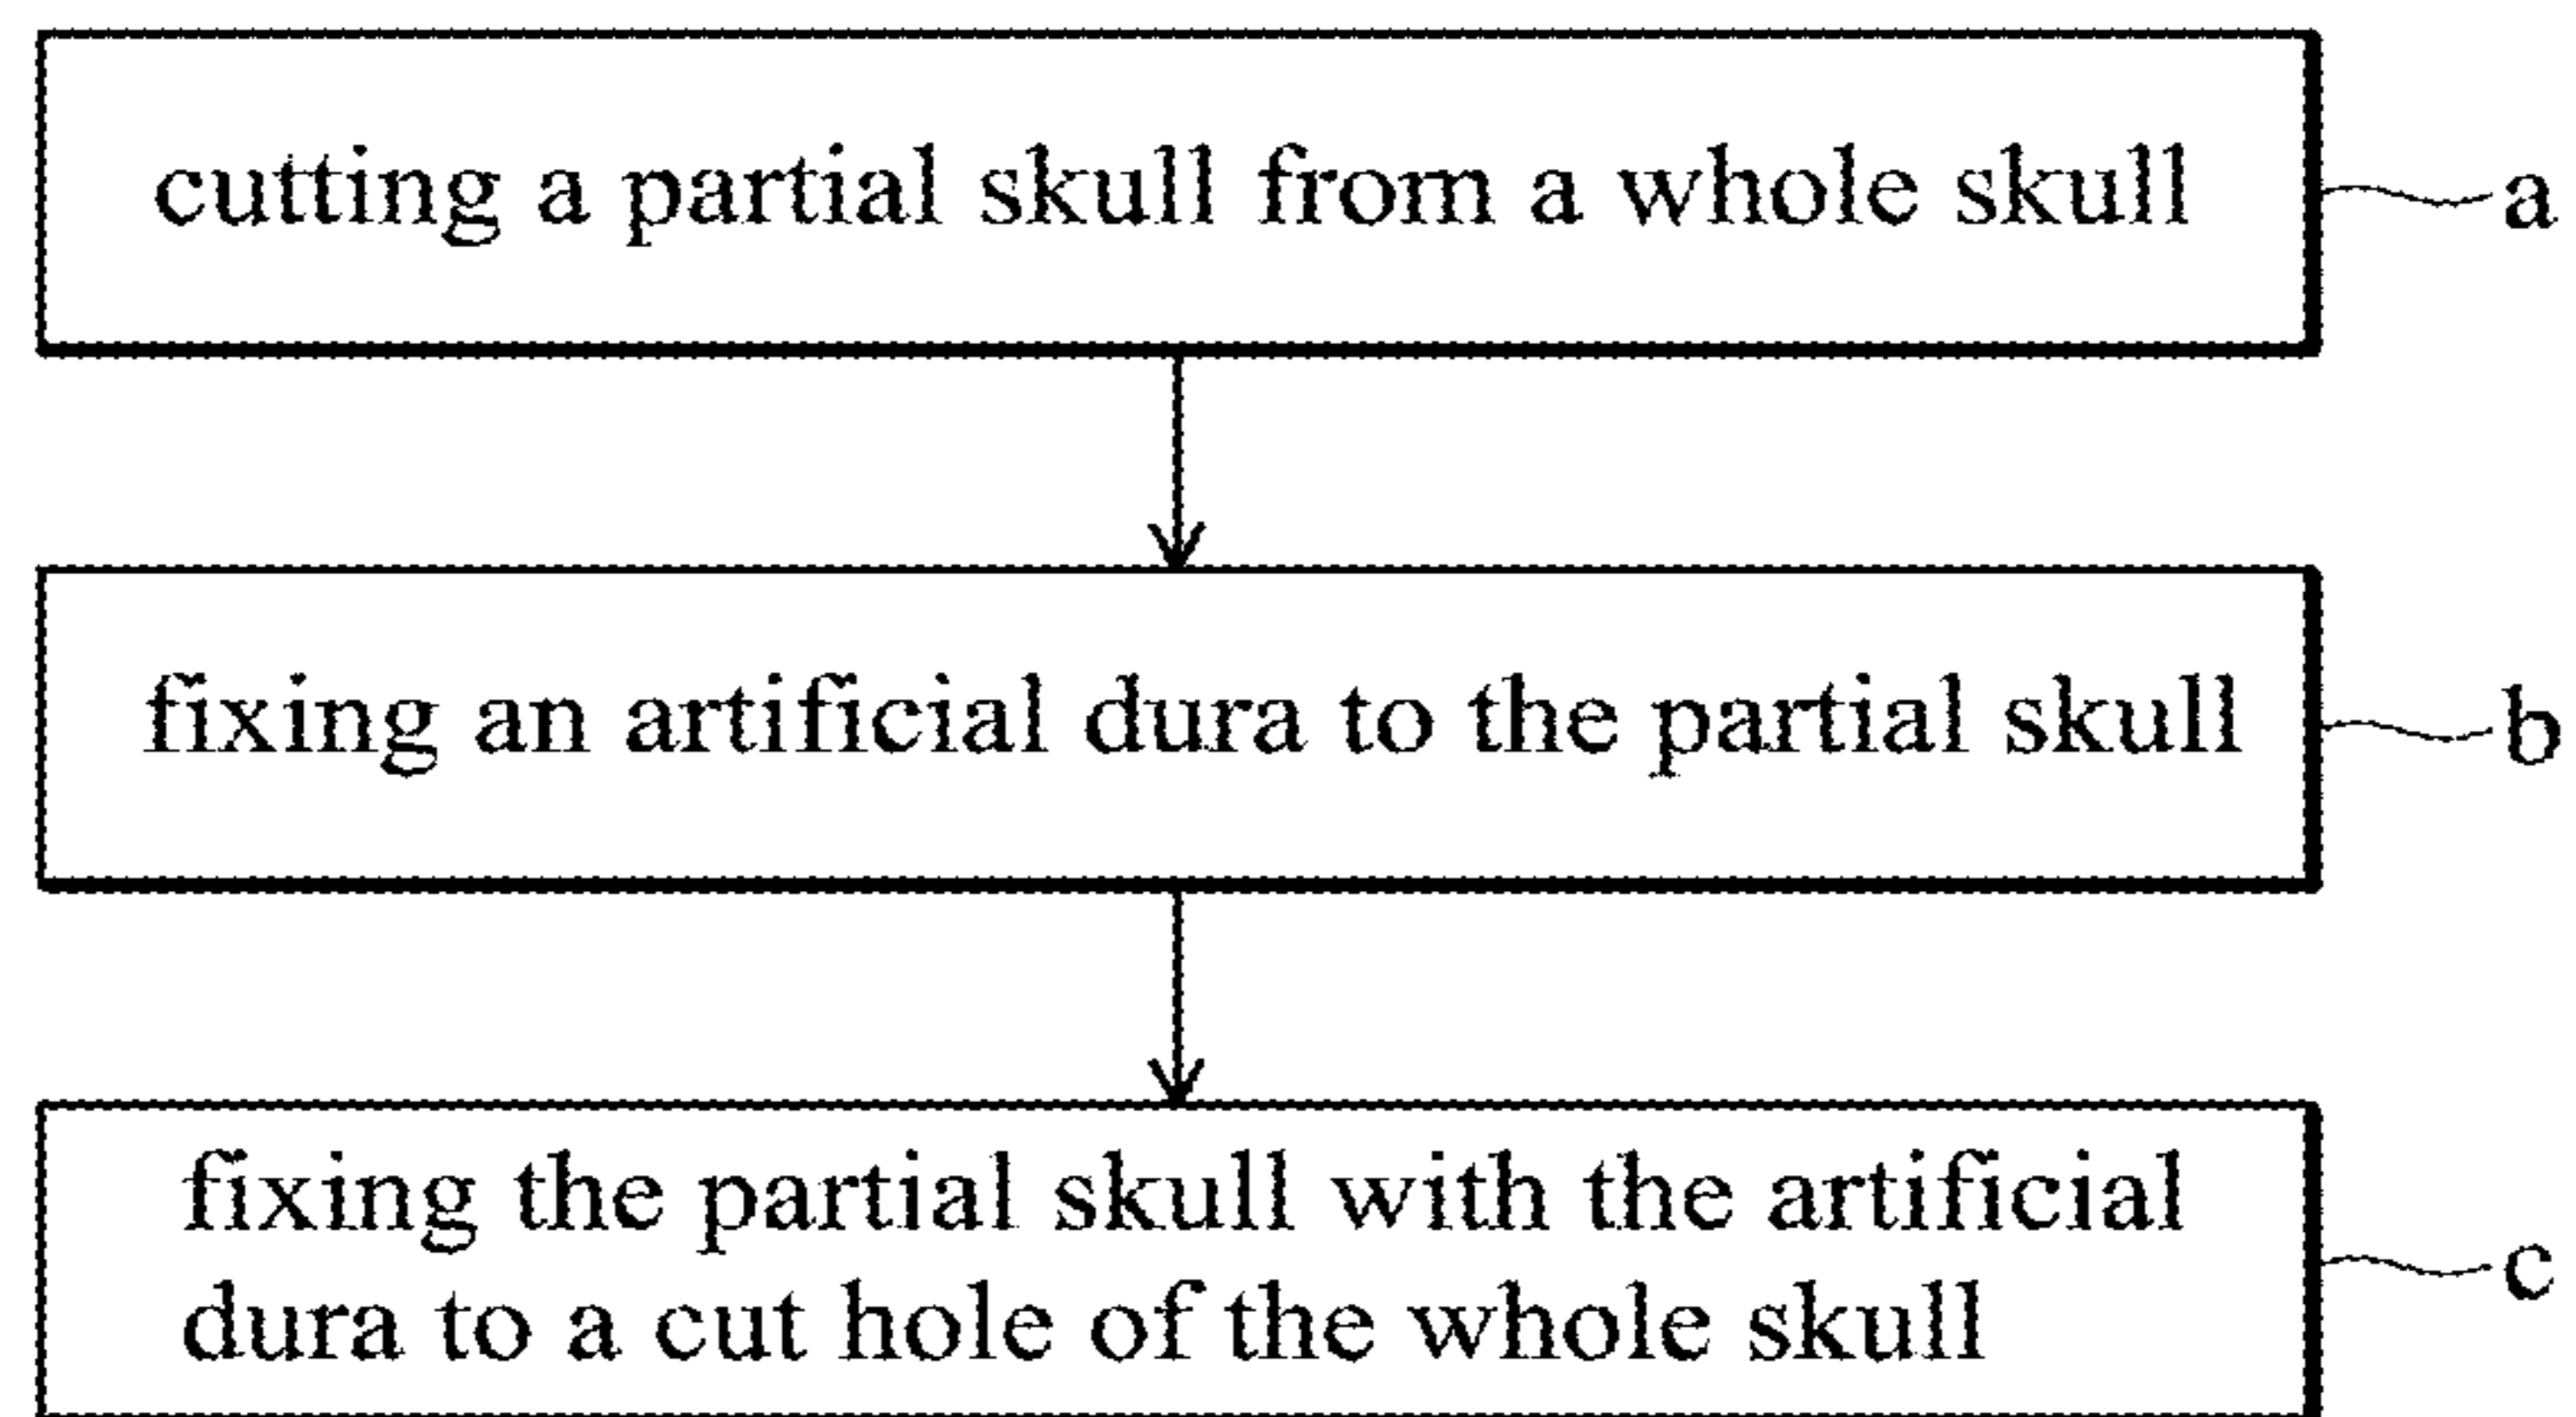 cutting a partial skull from a whole skull
a
fixing an artificial dura to the partial skull
b
fixing the partial skull with the artificial
dura to a cut hole of the whole skull
c